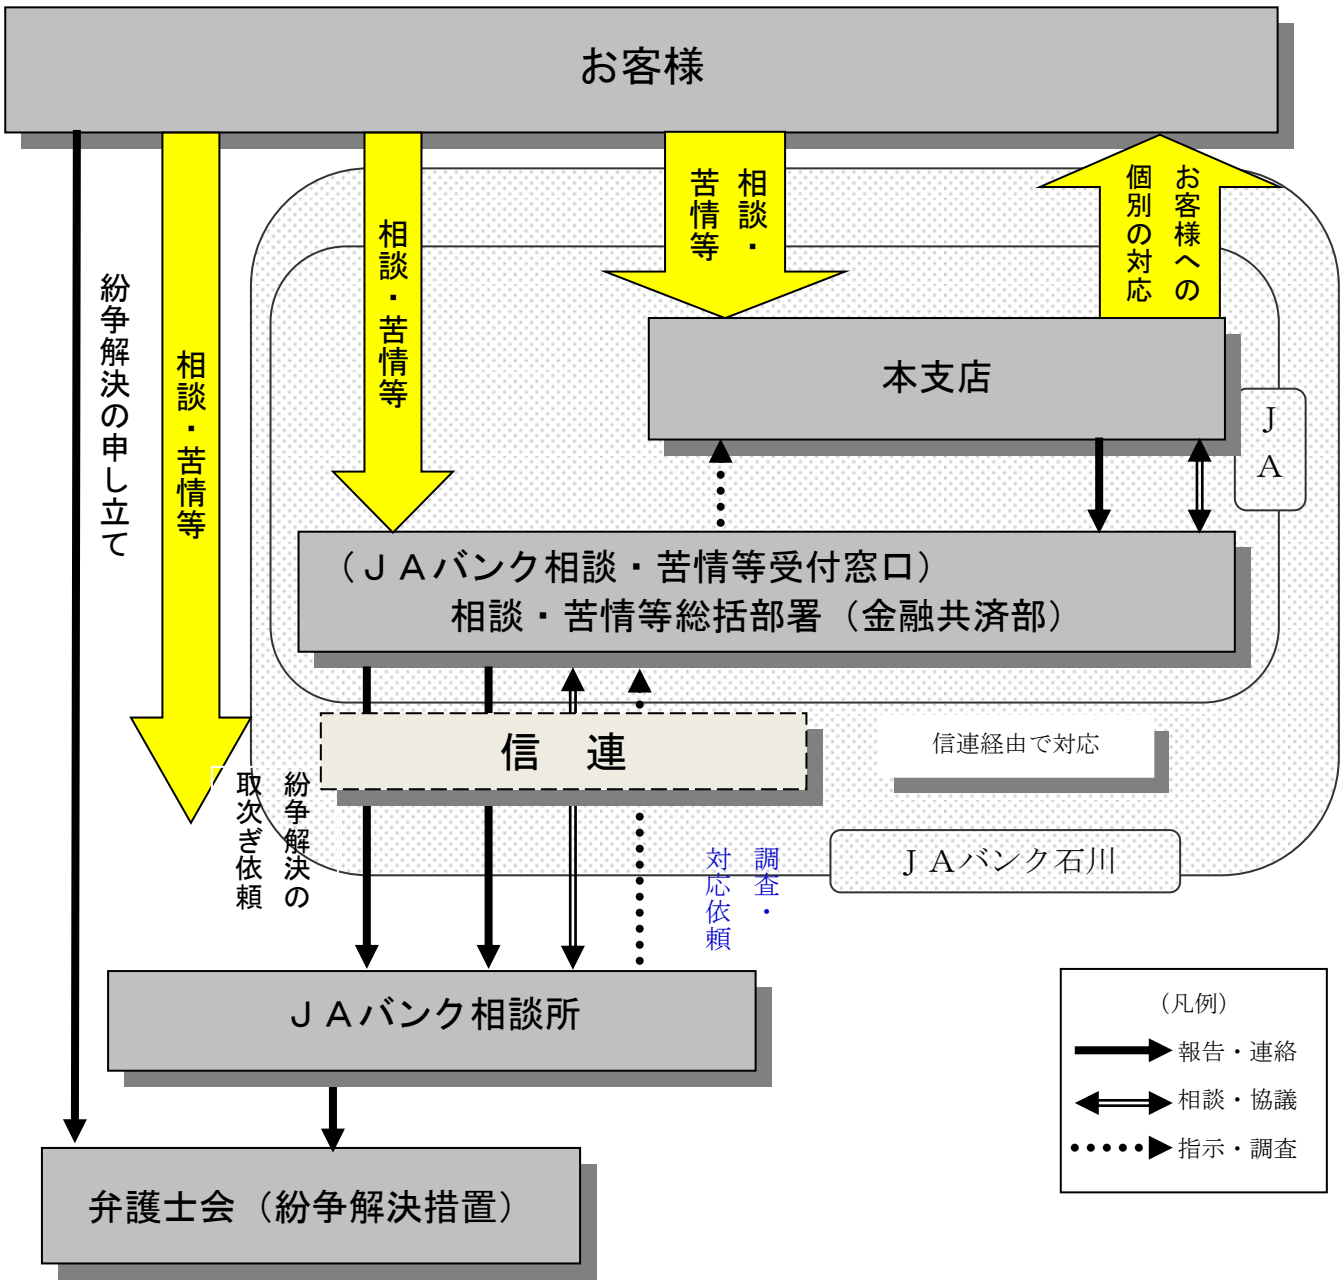 お客様
紛争解決の申し立て
相談・苦情等
相談・苦情等
相談・
苦情等
お客様への
個別の対応
本支店
ＪＡ
（ＪＡバンク相談・苦情等受付窓口）
相談・苦情等総括部署（金融共済部）
信　連
信連経由で対応
紛争解決の
取次ぎ依頼
調査・
対応依頼
ＪＡバンク石川
ＪＡバンク相談所
弁護士会（紛争解決措置）
（凡例）
報告・連絡
相談・協議
指示・調査